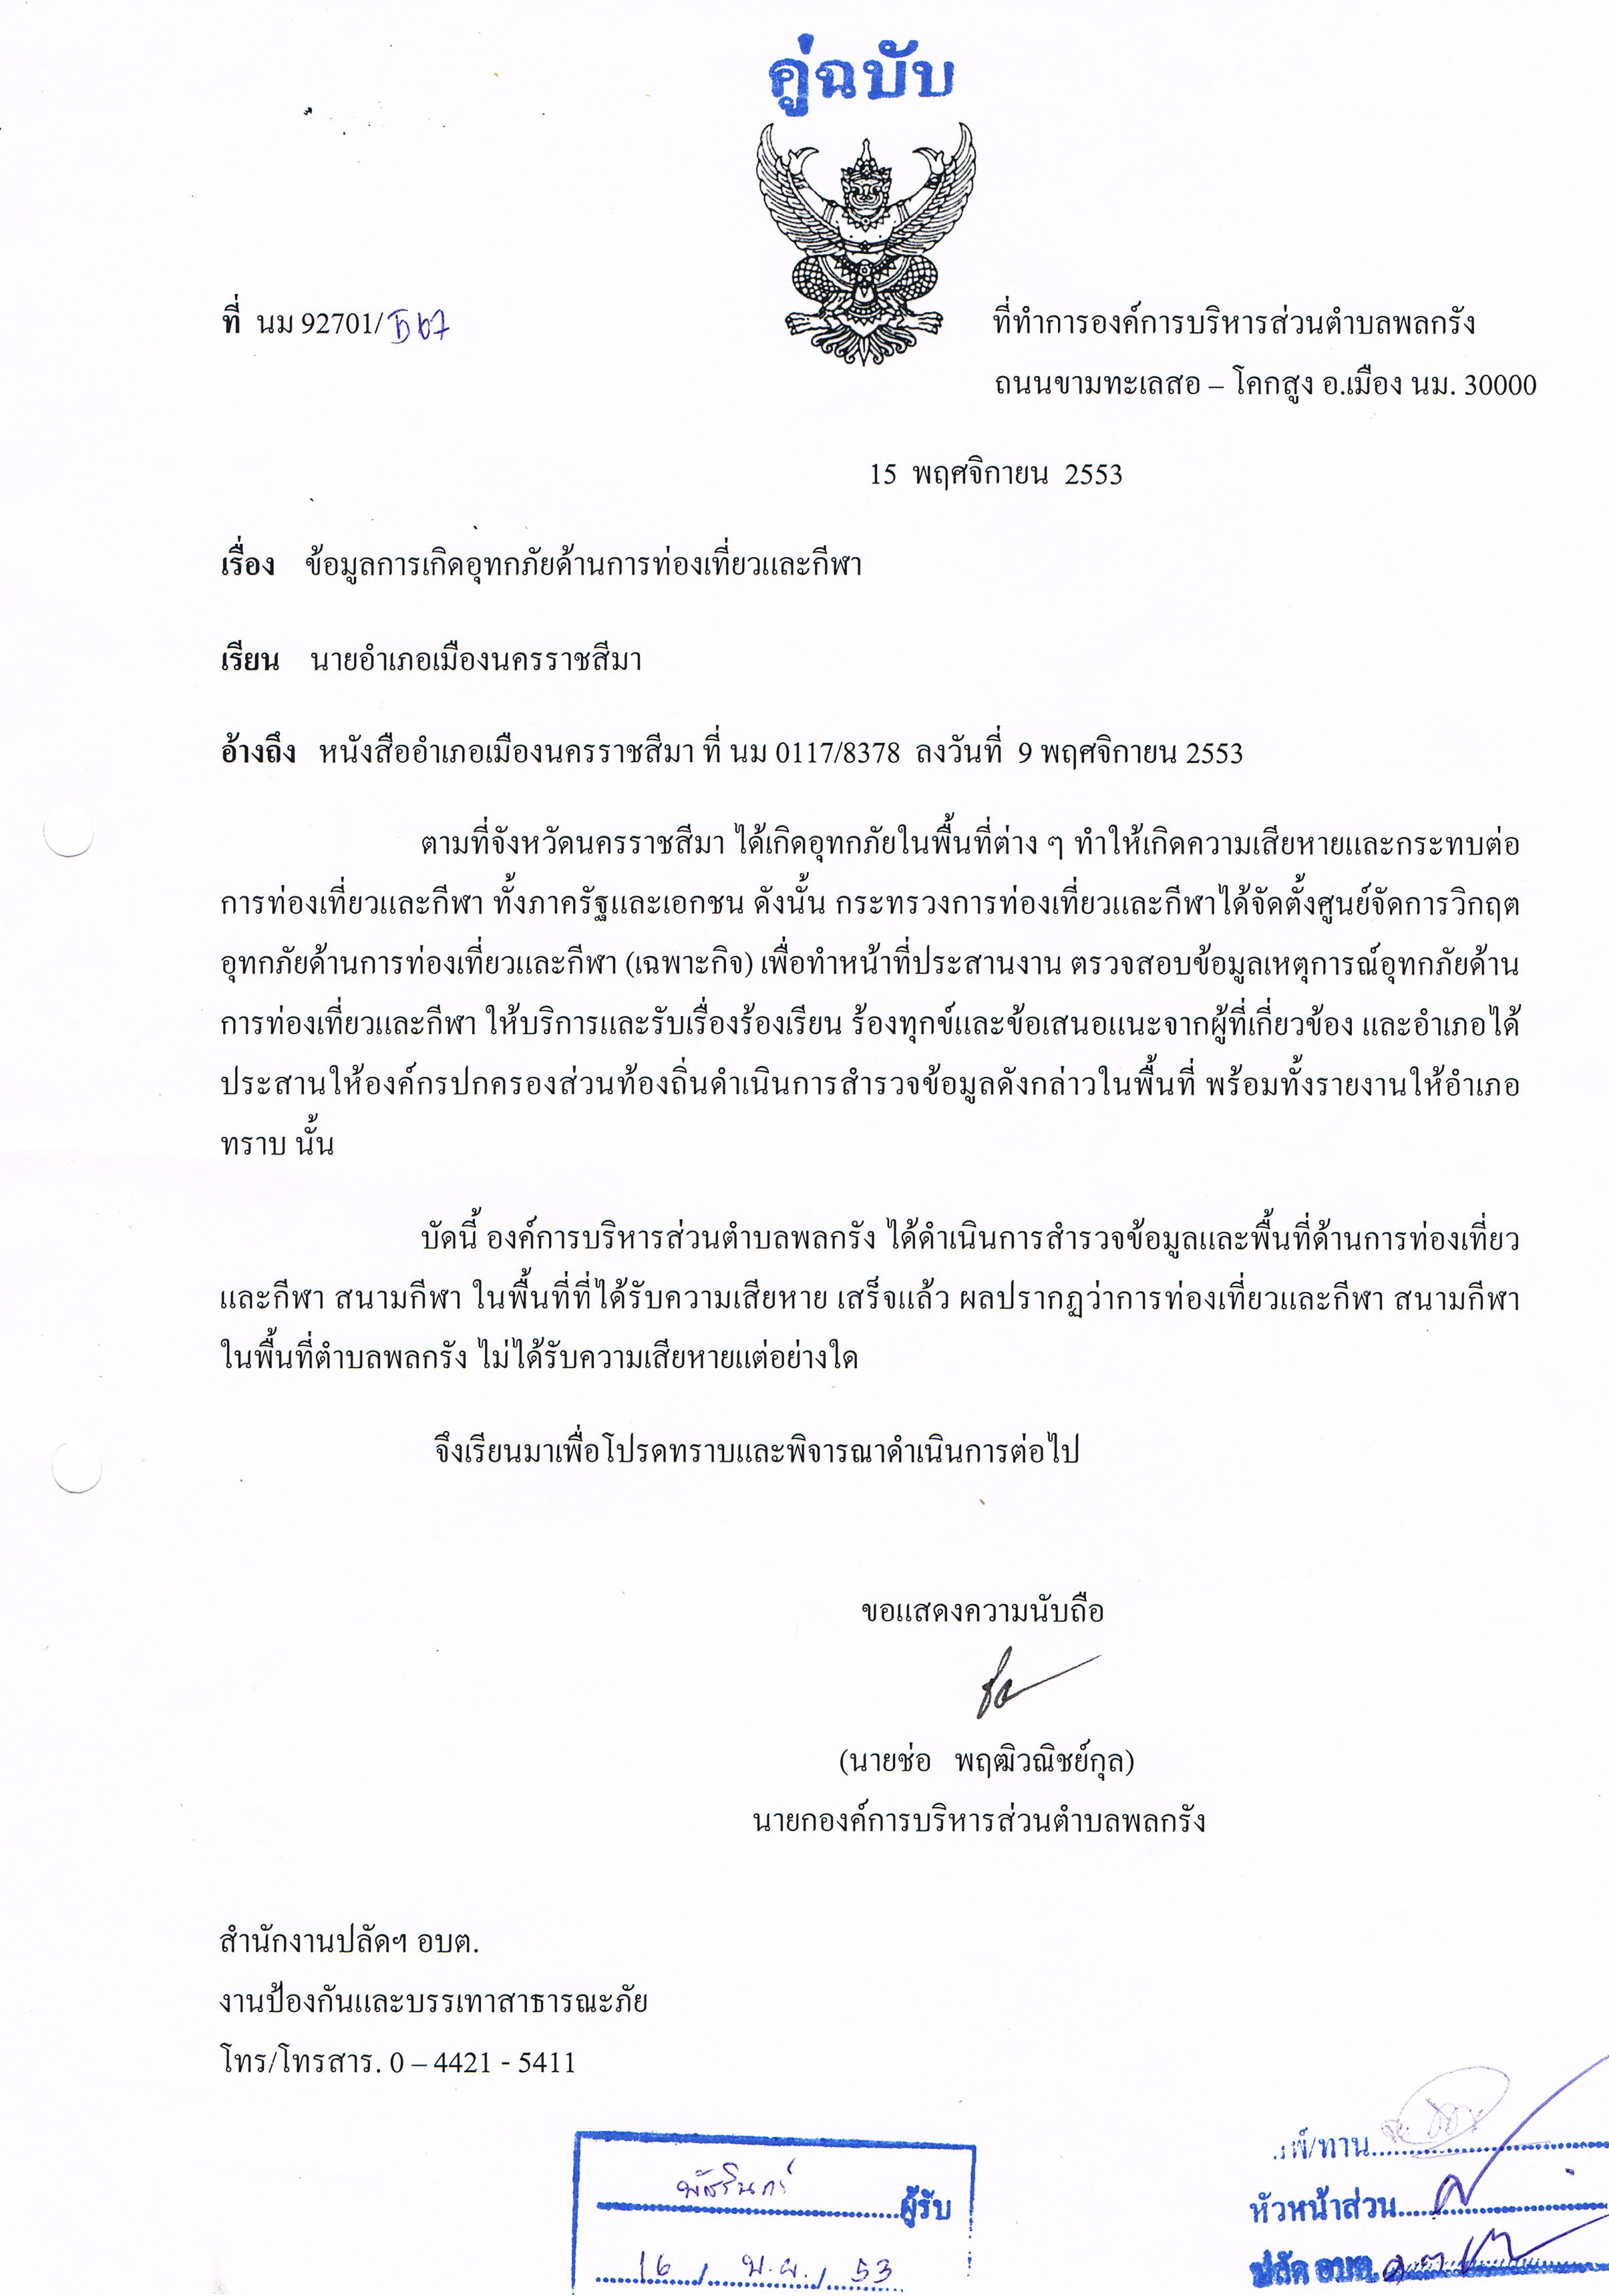 คู่ฉบับ
ที่ นม 92701/
ที่ทำการองค์การบริหารส่วนตำบลพลกรัง
ถนนขามทะเลสอ – โคกสูง อ.เมือง นม. 30000
15 พฤศจิกายน 2553
เรื่อง ข้อมูลการเกิดอุทกภัยด้านการท่องเที่ยวและกีฬา
เรียน นายอำเภอเมืองนครราชสีมา
อ้างถึง หนังสืออำเภอเมืองนครราชสีมา ที่ นม 0117/8378 ลงวันที่ 9 พฤศจิกายน 2553
ตามที่จังหวัดนครราชสีมา ได้เกิดอุทกภัยในพื้นที่ต่าง ๆ ทำให้เกิดความเสียหายและกระทบต่อ
การท่องเที่ยวและกีฬา ทั้งภาครัฐและเอกชน ดังนั้น กระทรวงการท่องเที่ยวและกีฬาได้จัดตั้งศูนย์จัดการวิกฤต
อุทกภัยด้านการท่องเที่ยวและกีฬา (เฉพาะกิจ) เพื่อทำหน้าที่ประสานงาน ตรวจสอบข้อมูลเหตุการณ์อุทกภัยด้าน
การท่องเที่ยวและกีฬา ให้บริการและรับเรื่องร้องเรียน ร้องทุกข์และข้อเสนอแนะจากผู้ที่เกี่ยวข้อง และอำเภอได้
ประสานให้องค์กรปกครองส่วนท้องถิ่นดำเนินการสำรวจข้อมูลดังกล่าวในพื้นที่ พร้อมทั้งรายงานให้อำเภอ
ทราบ นั้น
บัดนี้ องค์การบริหารส่วนตำบลพลกรัง ได้ดำเนินการสำรวจข้อมูลและพื้นที่ด้านการท่องเที่ยว
และกีฬา สนามกีฬา ในพื้นที่ที่ได้รับความเสียหาย เสร็จแล้ว ผลปรากฏว่าการท่องเที่ยวและกีฬา สนามกีฬา
ในพื้นที่ตำบลพลกรัง ไม่ได้รับความเสียหายแต่อย่างใด
จึงเรียนมาเพื่อโปรดทราบและพิจารณาดำเนินการต่อไป
ขอแสดงความนับถือ
(นายช่อ พฤฒิวณิชย์กุล)
นายกองค์การบริหารส่วนตำบลพลกรัง
สำนักงานปลัดฯ อบต.
งานป้องกันและบรรเทาสาธารณะภัย
โทร/โทรสาร. 0 – 4421 - 5411
พัชรินทร์ ผู้รับ
16 / พ.ย. / 53
พ์/ทาน
หัวหน้าส่วน
ปลัด อบต.